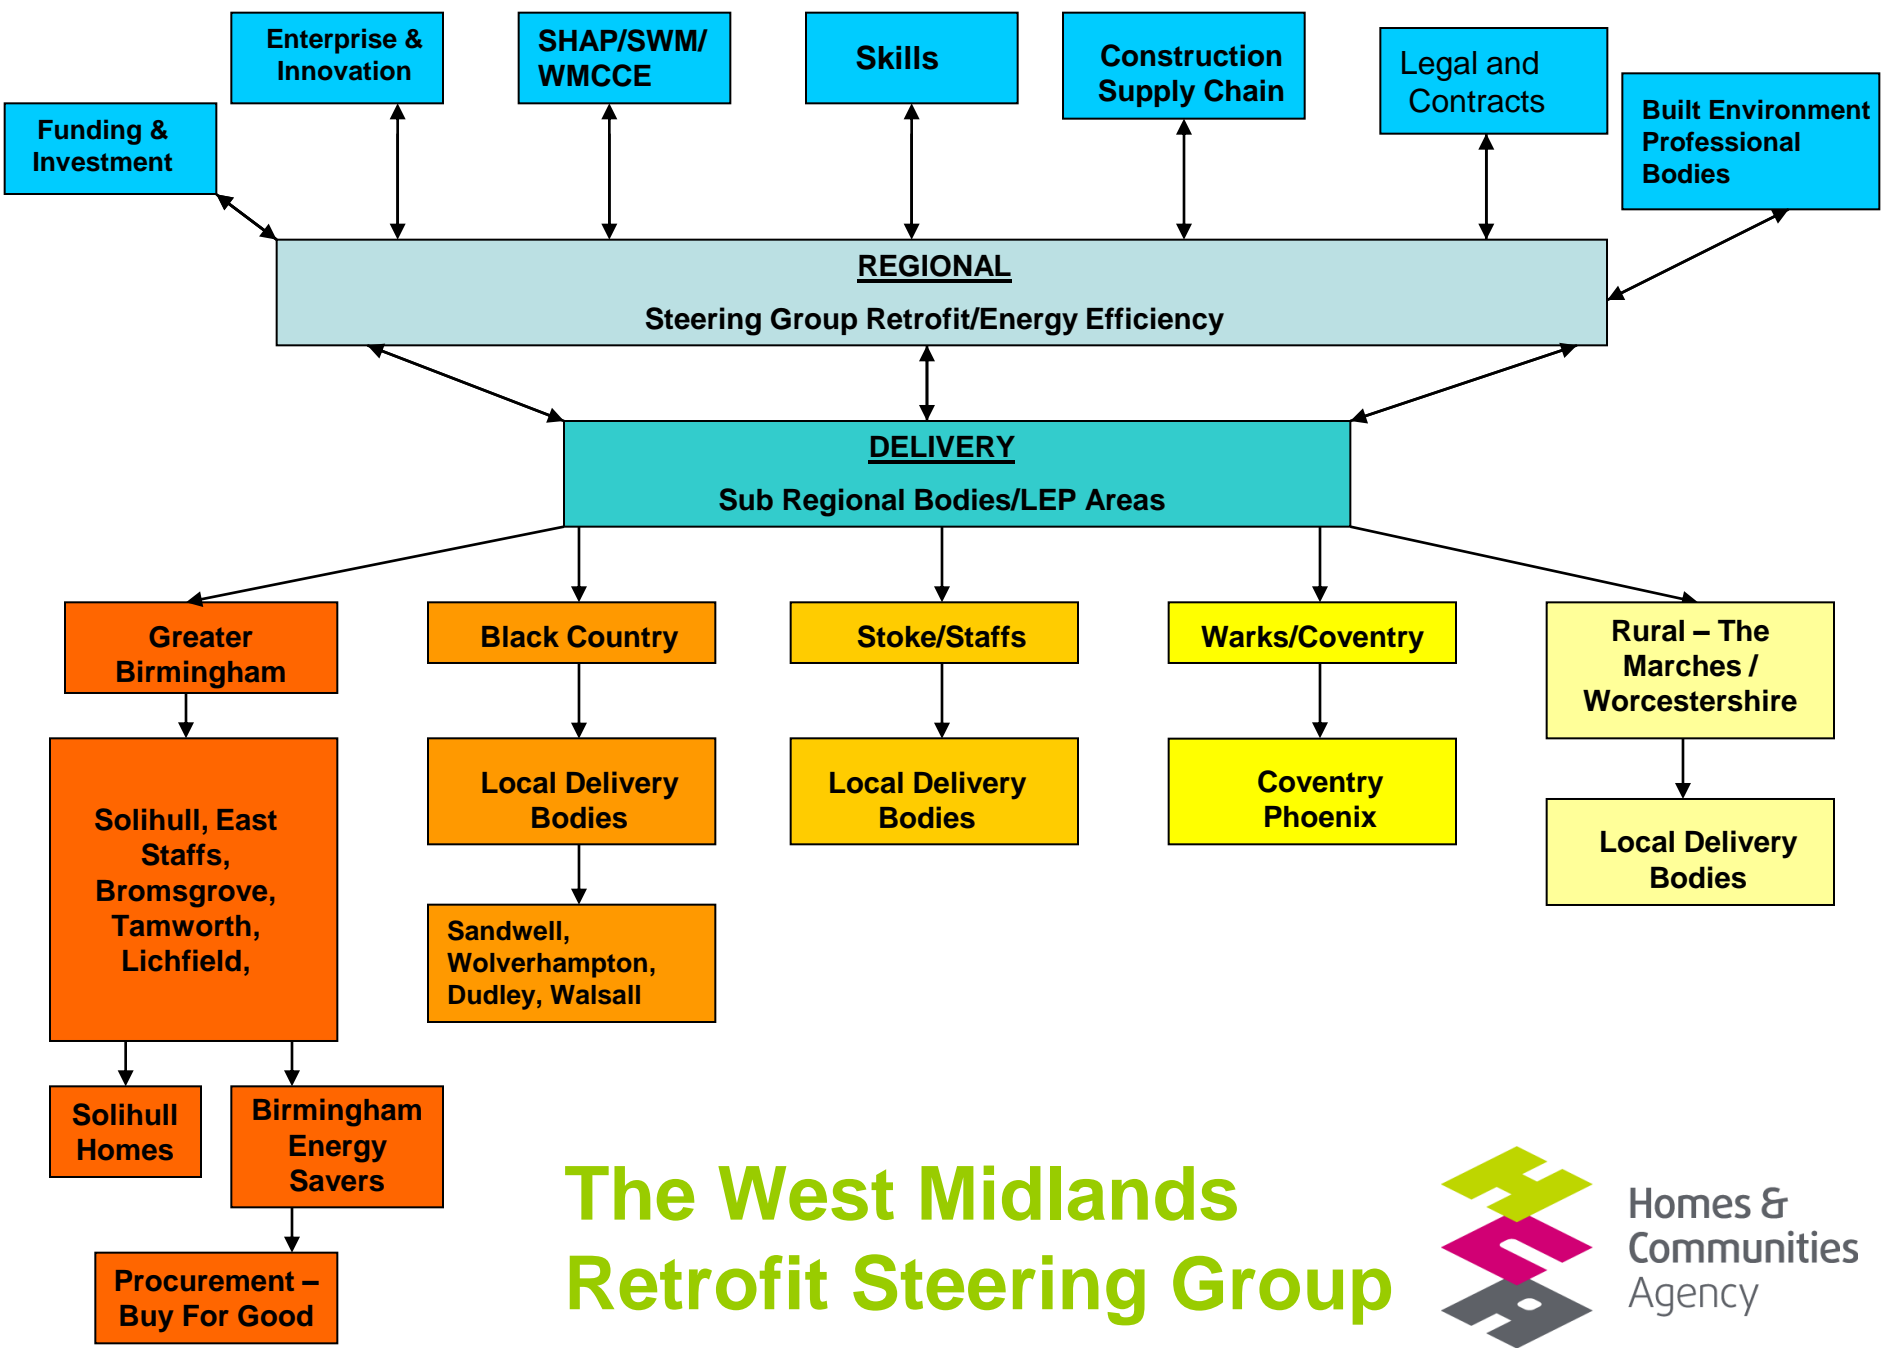 Enterprise &
Innovation
SHAP/SWM/
WMCCE
Skills
Construction
Supply Chain
Legal and
Contracts
Built Environment
Professional
Bodies
Funding &
Investment
REGIONAL
Steering Group Retrofit/Energy Efficiency
DELIVERY
Sub Regional Bodies/LEP Areas
Greater
Birmingham
Black Country
Stoke/Staffs
Warks/Coventry
Rural – The
Marches /
Worcestershire
Solihull, East
Staffs,
Bromsgrove,
Tamworth,
Lichfield,
Local Delivery
Bodies
Local Delivery
Bodies
Coventry
Phoenix
Local Delivery
Bodies
Sandwell,
Wolverhampton,
Dudley, Walsall
Solihull
Homes
Birmingham
Energy
Savers
Procurement –
Buy For Good
The West Midlands
Retrofit Steering Group
Homes &
Communities
Agency